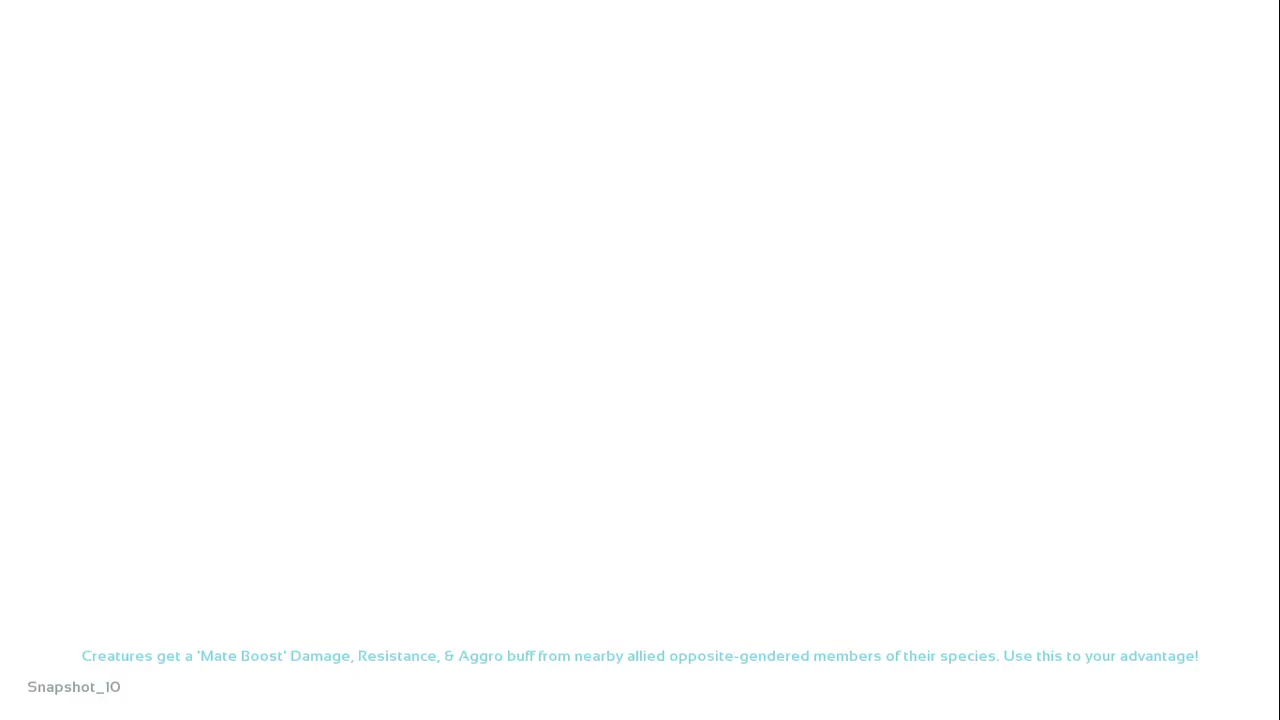 Creatures get a 'Mate Boost' Damage, Resistance, & Aggro buff from nearby allied opposite-gendered members of their species. Use this to your advantage!
Snapshot_10